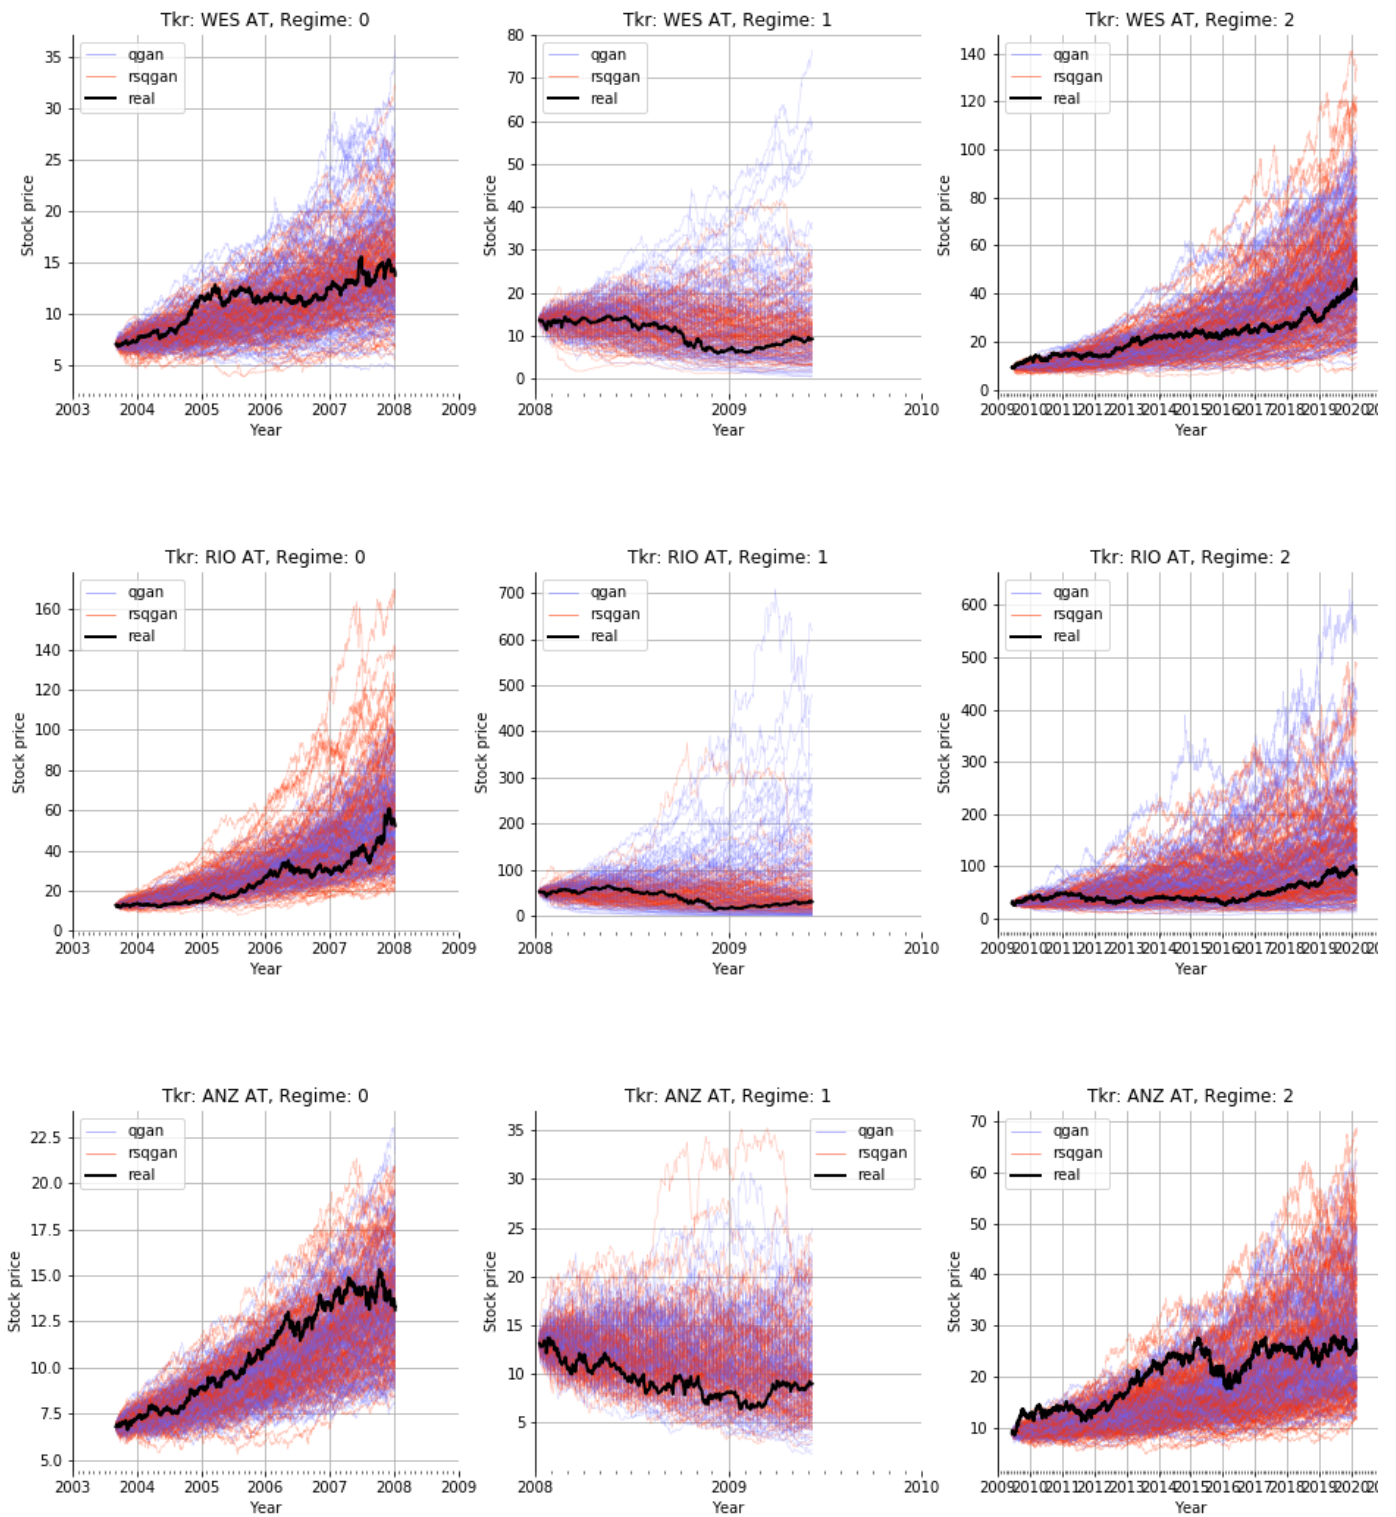 Tkr: WES AT, Regime: 0
qgan
rsqgan
real
Stock price
35
30
25
20
15
10
5
2003 2004 2005 2006 2007 2008 2009
Year
Tkr: WES AT, Regime: 1
qgan
rsqgan
real
Stock price
80
70
60
50
40
30
20
10
0
2008 2009 2010
Year
Tkr: WES AT, Regime: 2
qgan
rsqgan
real
Stock price
140
120
100
80
60
40
20
0
2009 2010 2011 2012 2013 2014 2015 2016 2017 2018 2019 2020
Year
Tkr: RIO AT, Regime: 0
qgan
rsqgan
real
Stock price
160
140
120
100
80
60
40
20
0
2003 2004 2005 2006 2007 2008 2009
Year
Tkr: RIO AT, Regime: 1
qgan
rsqgan
real
Stock price
700
600
500
400
300
200
100
0
2008 2009 2010
Year
Tkr: RIO AT, Regime: 2
qgan
rsqgan
real
Stock price
600
500
400
300
200
100
0
2009 2010 2011 2012 2013 2014 2015 2016 2017 2018 2019 2020
Year
Tkr: ANZ AT, Regime: 0
qgan
rsqgan
real
Stock price
22.5
20.0
17.5
15.0
12.5
10.0
7.5
5.0
2003 2004 2005 2006 2007 2008 2009
Year
Tkr: ANZ AT, Regime: 1
qgan
rsqgan
real
Stock price
35
30
25
20
15
10
5
2008 2009 2010
Year
Tkr: ANZ AT, Regime: 2
qgan
rsqgan
real
Stock price
70
60
50
40
30
20
10
2009 2010 2011 2012 2013 2014 2015 2016 2017 2018 2019 2020
Year